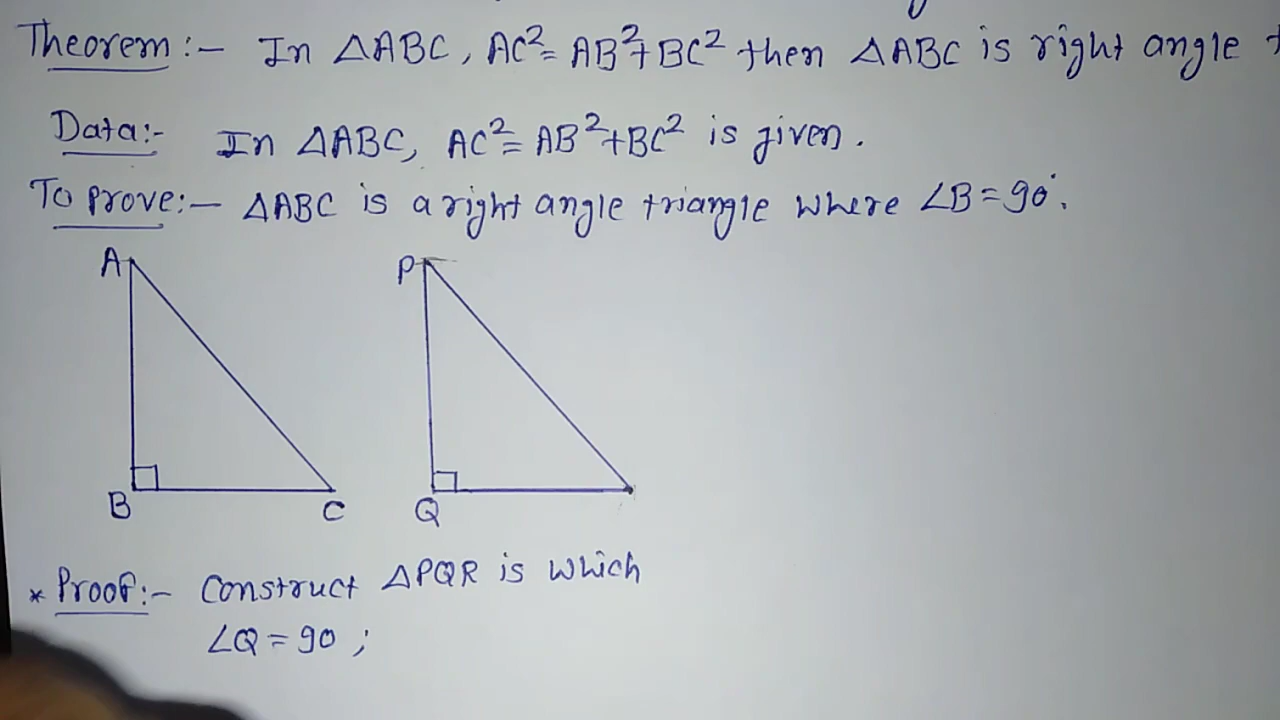 Theorem:- In △ABC, AC²= AB²+BC² then △ABC is right angle
Data:- In △ABC, AC²= AB²+BC² is given.
To prove:- △ABC is a right angle triangle where ∠B=90°.
A
P
B
C
Q
* Proof:- Construct △PQR is which
∠Q = 90 ;